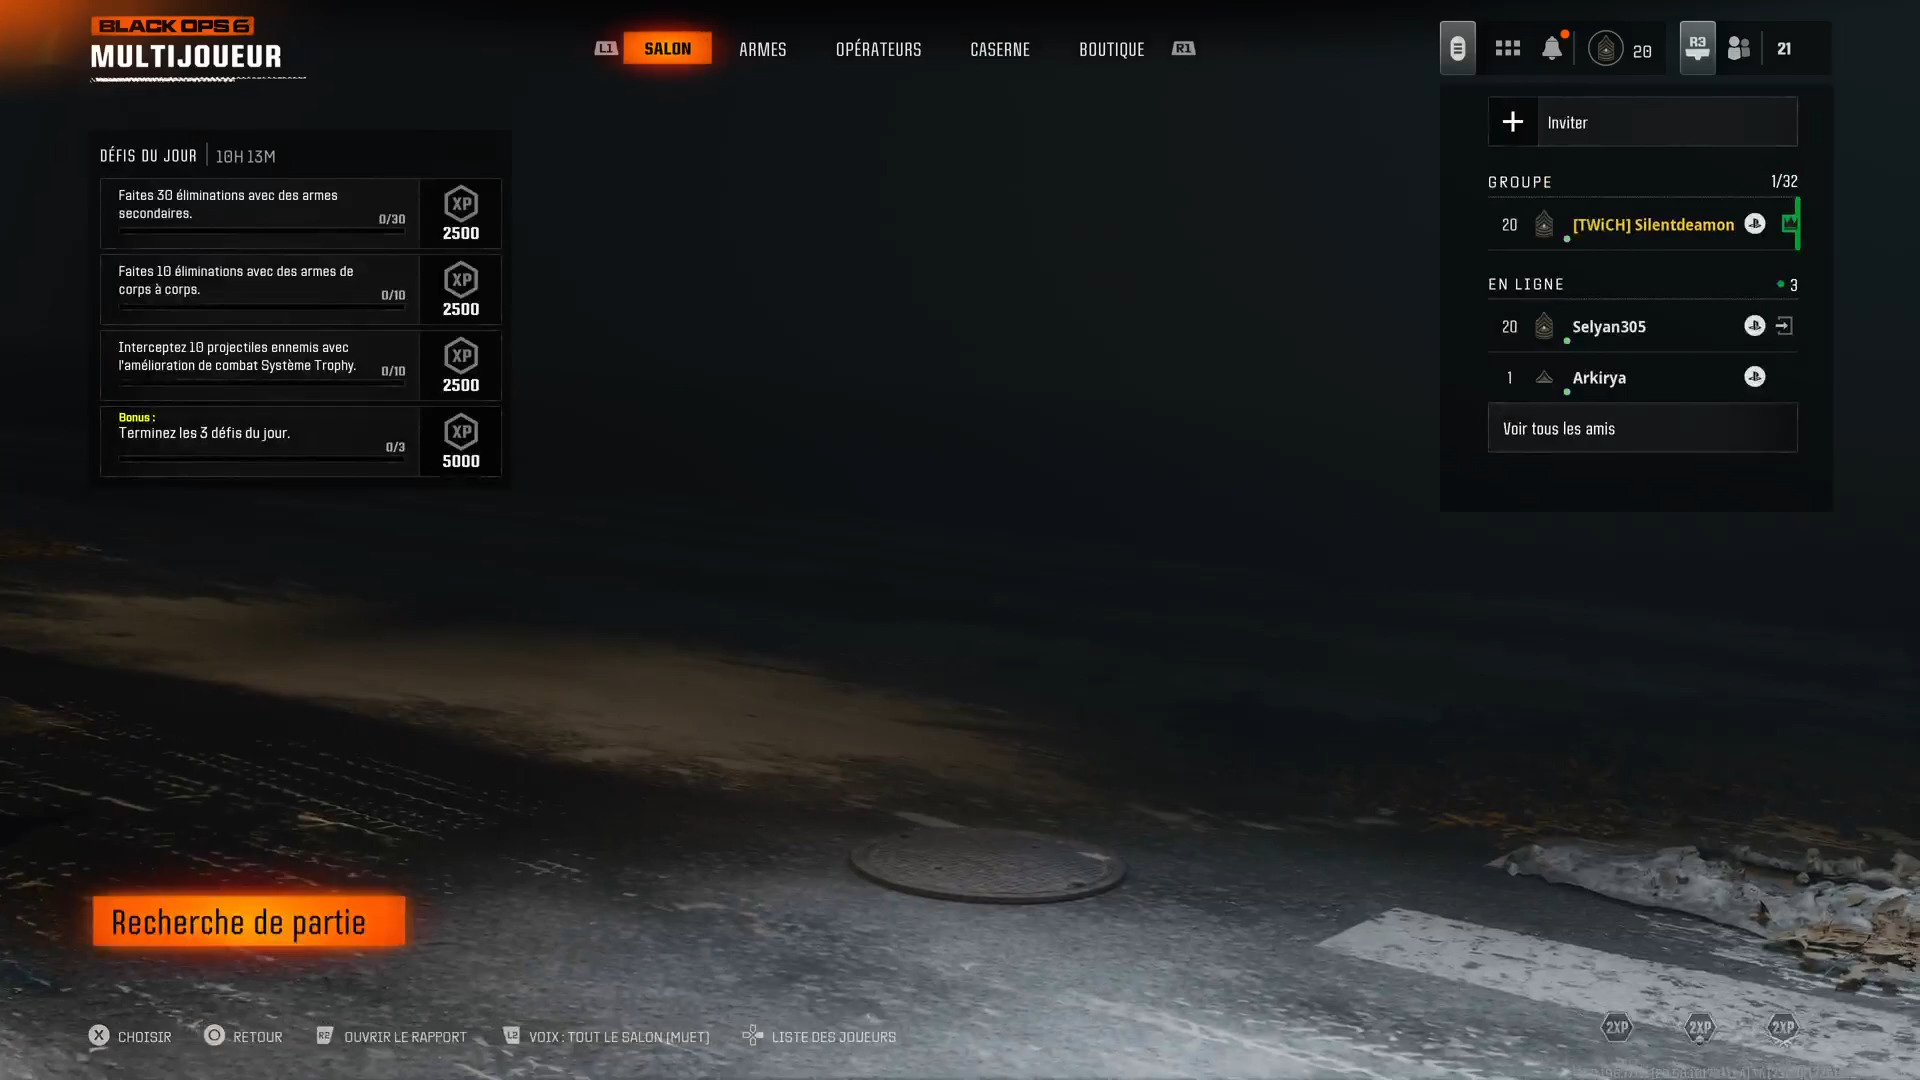 BLACK OPS 6
MULTIJOUEUR
L1
SALON
ARMES
OPÉRATEURS
CASERNE
BOUTIQUE
R1
20
R3
21
DÉFIS DU JOUR
10H 13M
Faites 30 éliminations avec des armes
secondaires.
0/30
XP
2500
Faites 10 éliminations avec des armes de
corps à corps.
0/10
XP
2500
Interceptez 10 projectiles ennemis avec
l'amélioration de combat Système Trophy.
0/10
XP
2500
Bonus :
Terminez les 3 défis du jour.
0/3
XP
5000
Inviter
GROUPE
1/32
20
[TWiCH] Silentdeamon
EN LIGNE
3
20
Selyan305
1
Arkirya
Voir tous les amis
Recherche de partie
X
CHOISIR
RETOUR
R2
OUVRIR LE RAPPORT
L2
VOIX : TOUT LE SALON [MUET]
LISTE DES JOUEURS
2XP
2XP
2XP